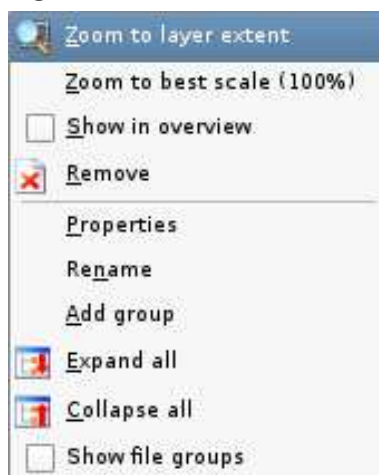 Zoom to layer extent
Zoom to best scale (100%)
Show in overview
Remove
Properties
Rename
Add group
Expand all
Collapse all
Show file groups